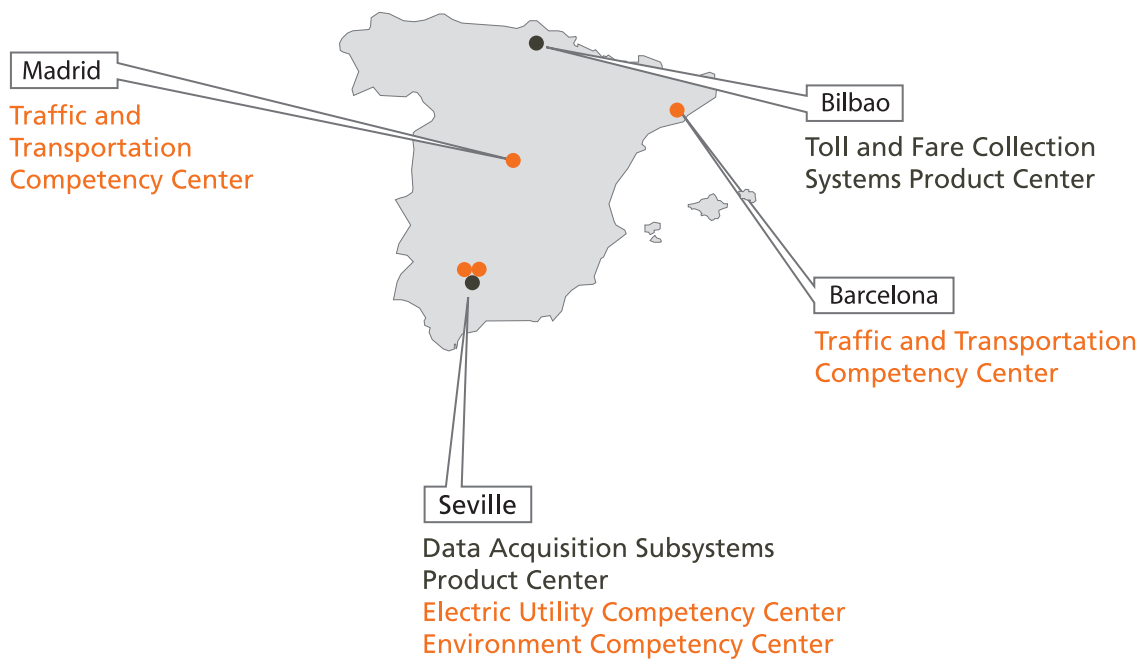 Madrid
Traffic and
Transportation
Competency Center
Bilbao
Toll and Fare Collection
Systems Product Center
Barcelona
Traffic and Transportation
Competency Center
Seville
Data Acquisition Subsystems
Product Center
Electric Utility Competency Center
Environment Competency Center